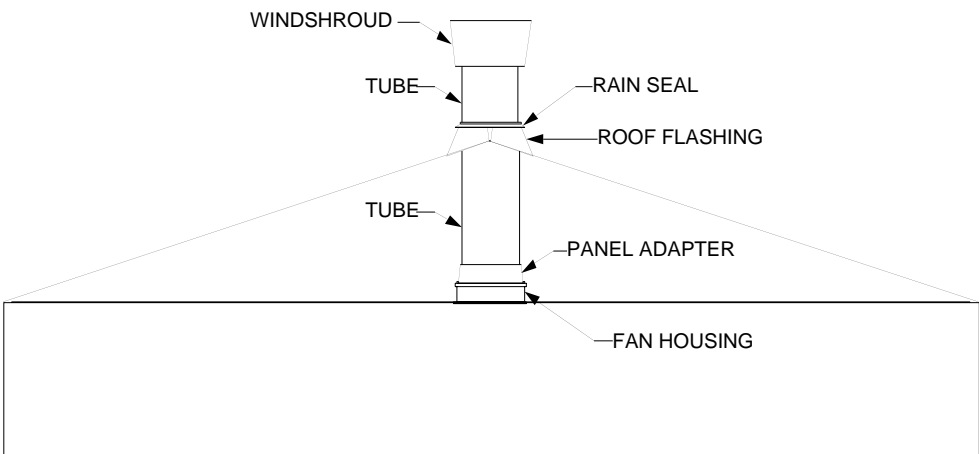 WINDSHROUD
TUBE
RAIN SEAL
ROOF FLASHING
TUBE
PANEL ADAPTER
FAN HOUSING